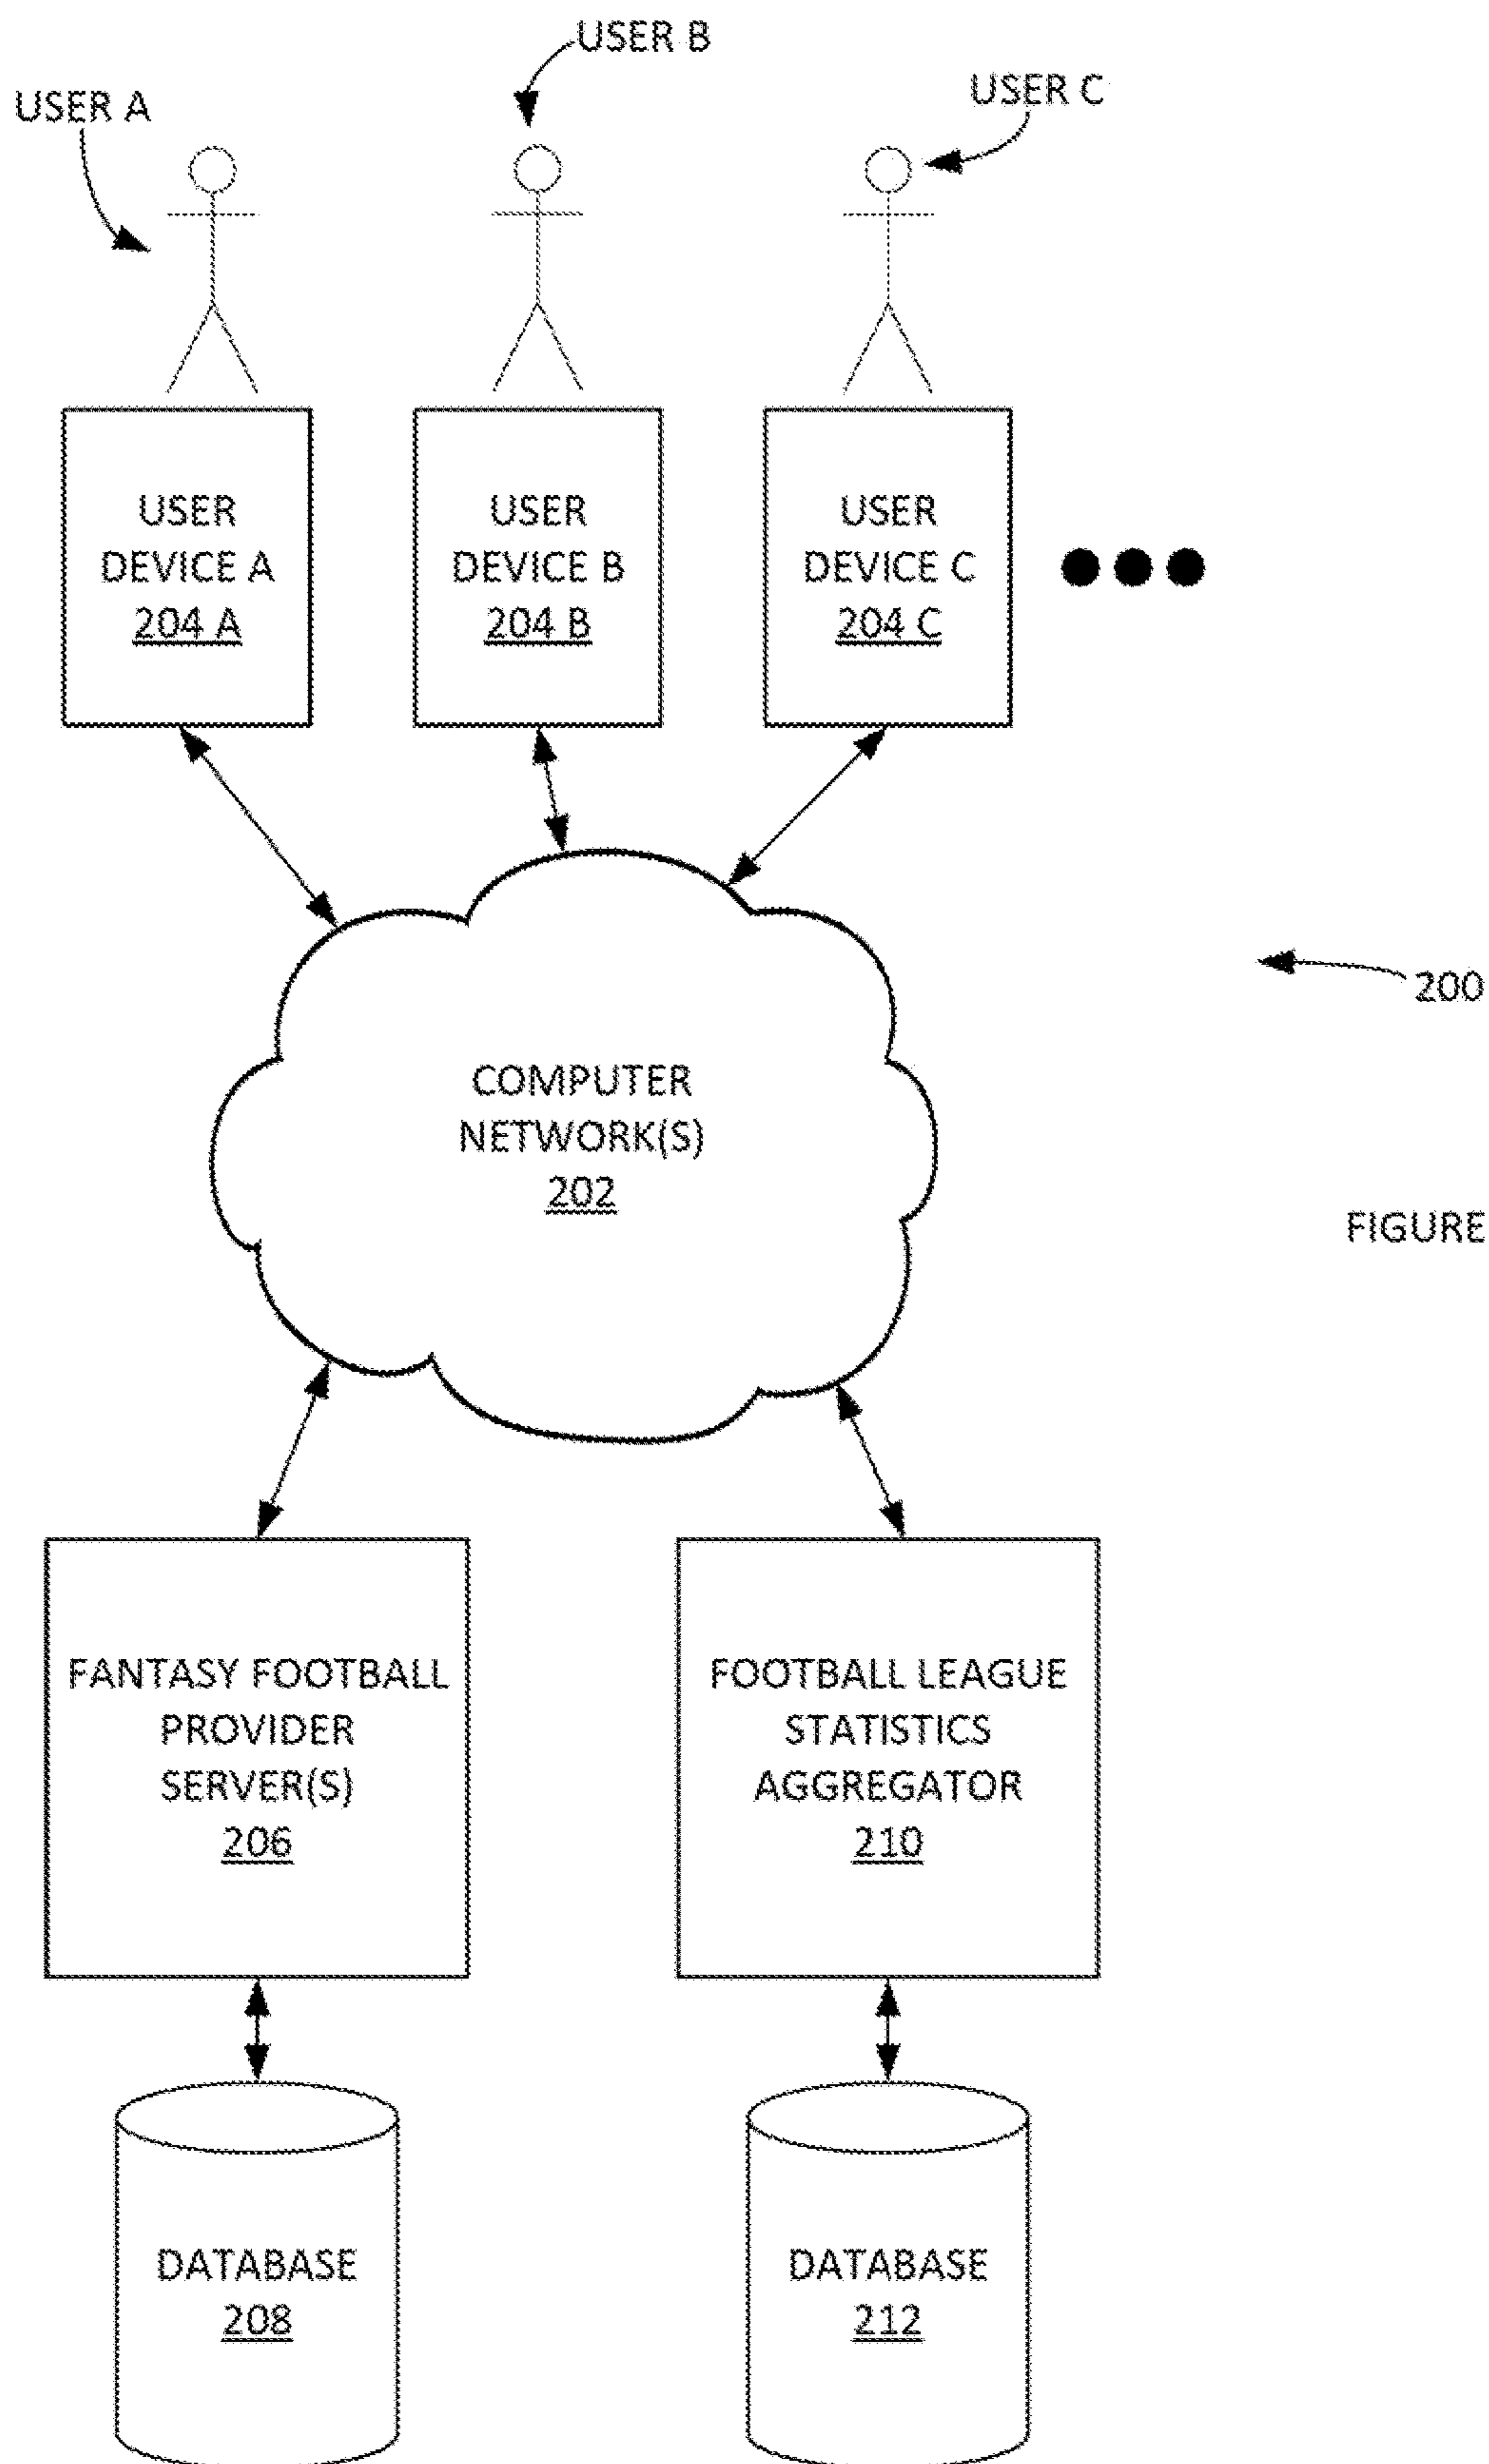 USER B
USER A
USER C
USER
DEVICE A
204 A
USER
DEVICE B
204 B
USER
DEVICE C
204 C
COMPUTER
NETWORK(S)
202
200
FIGURE
FANTASY FOOTBALL
PROVIDER
SERVER(S)
206
FOOTBALL LEAGUE
STATISTICS
AGGREGATOR
210
DATABASE
208
DATABASE
212